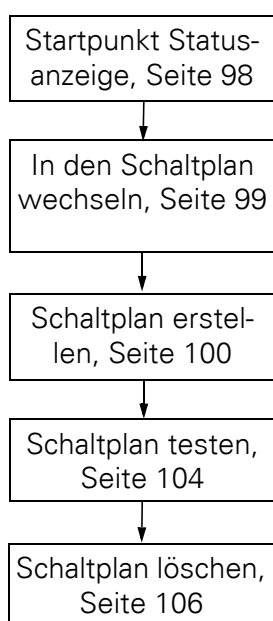 Startpunkt Status-
anzeige, Seite 98
In den Schaltplan
wechseln, Seite 99
Schaltplan erstel-
len, Seite 100
Schaltplan testen,
Seite 104
Schaltplan löschen,
Seite 106